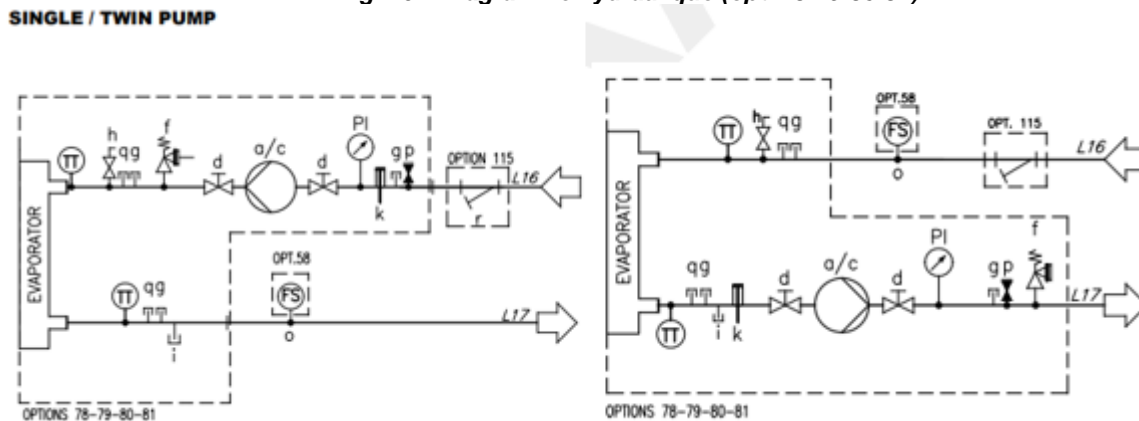 SINGLE / TWIN PUMP
OPTION 115
L16
TT
h
qg
f
d
a/c
d
PI
k
gp
r
EVAPORATOR
OPT.58
FS
o
TT
qg
i
L17
OPTIONS 78-79-80-81
OPT.58
OPT. 115
TT
h
qg
FS
o
L16
EVAPORATOR
qg
TT
i
k
d
a/c
d
PI
gp
f
L17
OPTIONS 78-79-80-81